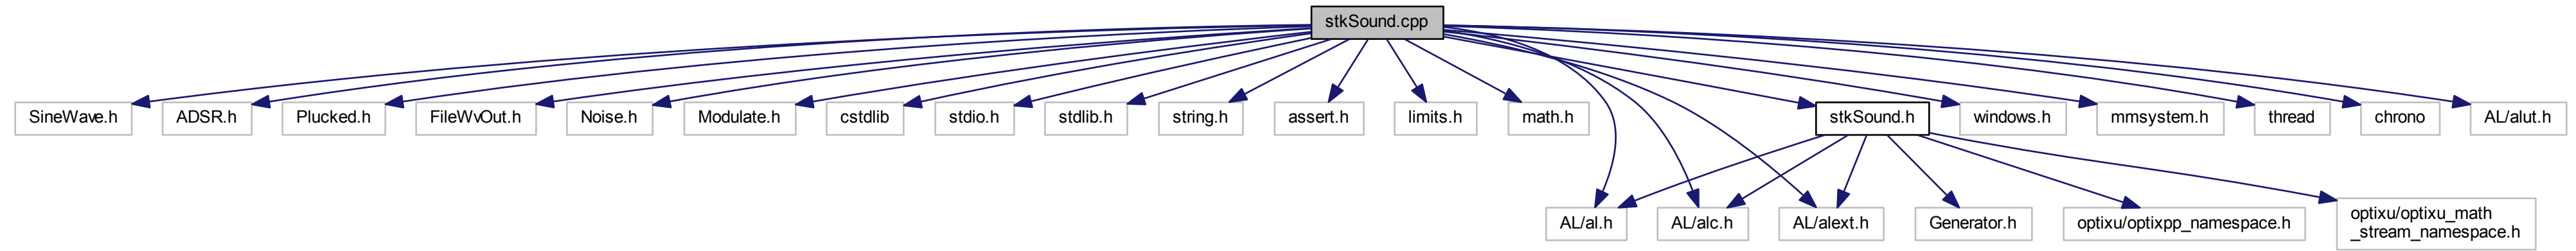 stkSound.cpp
SineWave.h
ADSR.h
Plucked.h
FileWvOut.h
Noise.h
Modulate.h
cstdlib
stdio.h
stdlib.h
string.h
assert.h
limits.h
math.h
stkSound.h
windows.h
mmsystem.h
thread
chrono
AL/alut.h
AL/al.h
AL/alc.h
AL/alext.h
Generator.h
optixu/optixpp_namespace.h
optixu/optixu_math
_stream_namespace.h